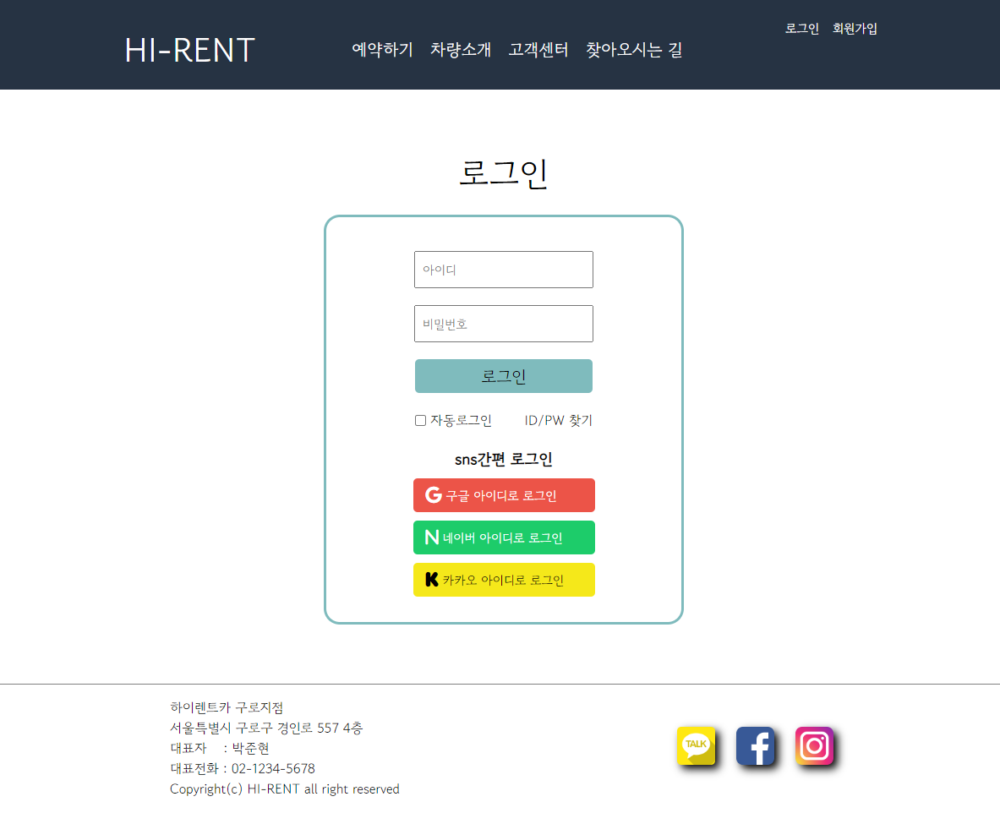 HI-RENT
예약하기 차량소개 고객센터 찾아오시는 길
로그인 회원가입
로그인
아이디
비밀번호
로그인
자동로그인 ID/PW 찾기
sns간편 로그인
G 구글 아이디로 로그인
N 네이버 아이디로 로그인
K 카카오 아이디로 로그인
하이렌트카 구로지점
서울특별시 구로구 경인로 557 4층
대표자 : 박준현
대표전화 : 02-1234-5678
Copyright(c) HI-RENT all right reserved
TALK